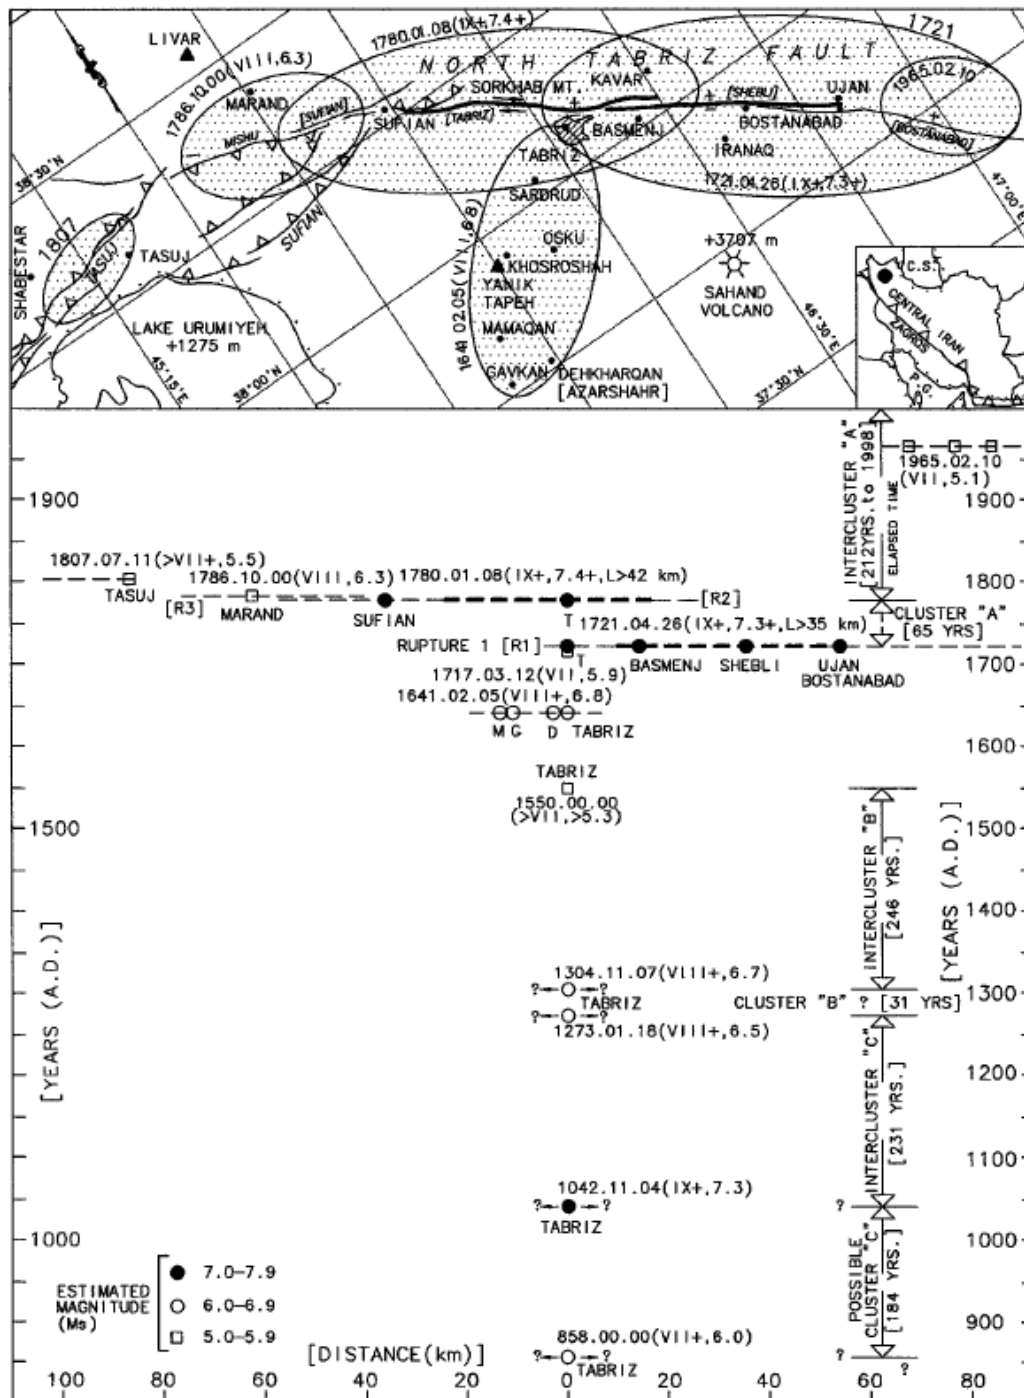 LIVAR
1780.01.08(IX+,7.4+)
1721
1786.10.00(VIII,6.3)
NORTH TABRIZ FAULT
1965.02.10
MARAND
SORKHAB MT.
KAVAR
[SHEBLI]
UJAN
[SUFIAN]
MISHU
SUFIAN
[TABRIZ]
BASMENJ
BOSTANABAD
[BOSTANABAD]
TABRIZ
IRANAQ
38°30'N
SARDRUD
1721.04.26(IX+,7.3+)
47°00'E
SUFIAN
1807
TASUJ
TASUJ
SHABESTAR
OSKU
KHOSROSHAH
YANIK
TAPEH
1641.02.05(VIII,6.8)
+3707 m
SAHAND
VOLCANO
MAMAQAN
LAKE URUMIYEH
+1275 m
GAVKAN
DEHKHARQAN
[AZARSHAHR]
45°15'E
38°00'N
46°30'E
37°30'N
V.C.S.
CENTRAL IRAN
ZAGROS
P.G.
INTERCLUSTER "A"
[212YRS.to 1998]
ELAPSED TIME
1965.02.10
(VII,5.1)
1900
1900
1807.07.11(>VII+,5.5)
TASUJ
1786.10.00(VIII,6.3)
1780.01.08(IX+,7.4+,L>42 km)
1800
[R3]
MARAND
SUFIAN
T
[R2]
CLUSTER "A"
[65 YRS]
1721.04.26(IX+,7.3+,L>35 km)
RUPTURE 1 [R1]
T
BASMENJ
SHEBLI
UJAN
BOSTANABAD
1700
1717.03.12(VII,5.9)
1641.02.05(VIII+,6.8)
M G D TABRIZ
1600
TABRIZ
1550.00.00
(>VII,>5.3)
1500
1500
INTERCLUSTER "B"
[246 YRS.]
[YEARS (A.D.)]
1400
[YEARS (A.D.)]
1304.11.07(VIII+,6.7)
? ?
TABRIZ
CLUSTER "B" ? [31 YRS]
1300
? ?
1273.01.18(VIII+,6.5)
INTERCLUSTER "C"
[231 YRS.]
1200
1100
1042.11.04(IX+,7.3)
? ? ?
TABRIZ
1000
1000
POSSIBLE
CLUSTER "C"
[184 YRS.]
ESTIMATED
MAGNITUDE
(Ms)
7.0–7.9
6.0–6.9
5.0–5.9
900
858.00.00(VII+,6.0)
? ? ?
TABRIZ
?
[DISTANCE(km)]
100 80 60 40 20 0 20 40 60 80